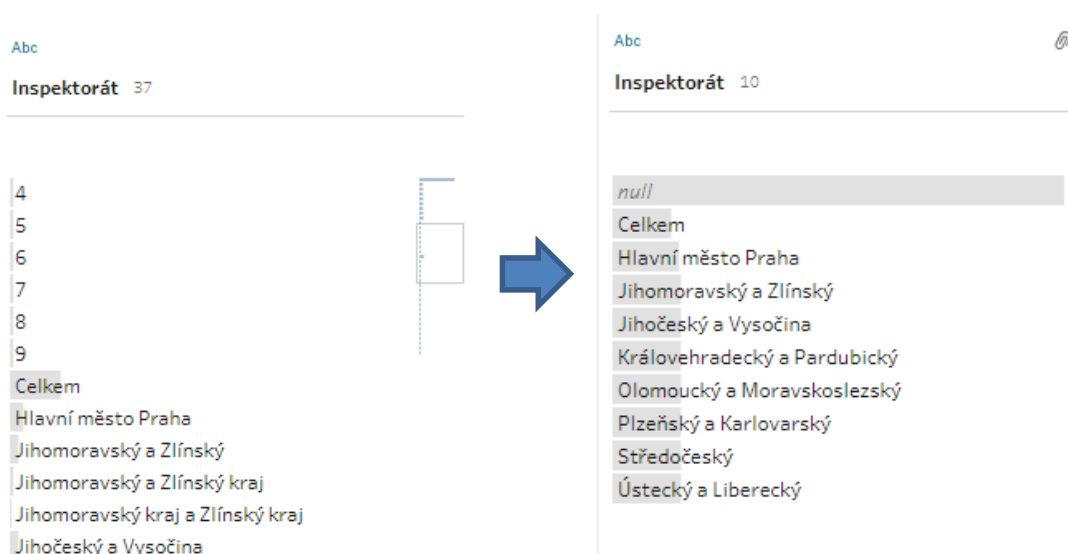 Abc
Inspektorát 37
4
5
6
7
8
9
Celkem
Hlavní město Praha
Jihomoravský a Zlínský
Jihomoravský a Zlínský kraj
Jihomoravský kraj a Zlínský kraj
Jihočeský a Vysočina
Abc
Inspektorát 10
null
Celkem
Hlavní město Praha
Jihomoravský a Zlínský
Jihočeský a Vysočina
Královehradecký a Pardubický
Olomoucký a Moravskoslezský
Plzeňský a Karlovarský
Středočeský
Ústecký a Liberecký